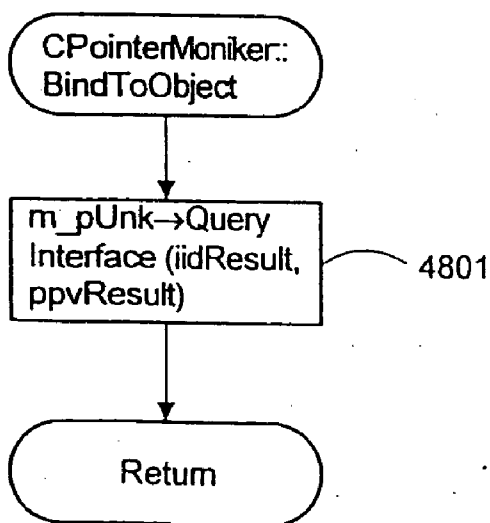 CPointerMoniker::
BindToObject
m_pUnk→Query
Interface (iidResult,
ppvResult)
4801
Return